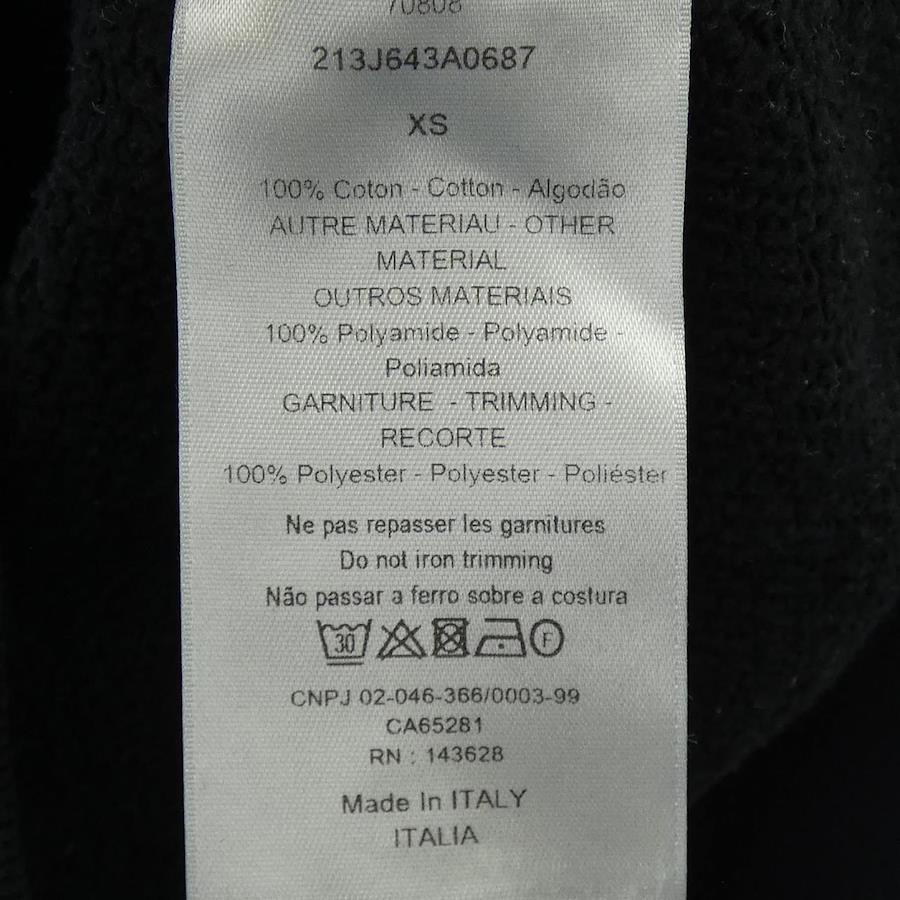 70808
213J643A0687
XS
100% Coton - Cotton - Algodão
AUTRE MATERIAU - OTHER
MATERIAL
OUTROS MATERIAIS
100% Polyamide - Polyamide -
Poliamida
GARNITURE - TRIMMING -
RECORTE
100% Polyester - Polyester - Poliéster
Ne pas repasser les garnitures
Do not iron trimming
Não passar a ferro sobre a costura
30 F
CNPJ 02-046-366/0003-99
CA65281
RN : 143628
Made In ITALY
ITALIA